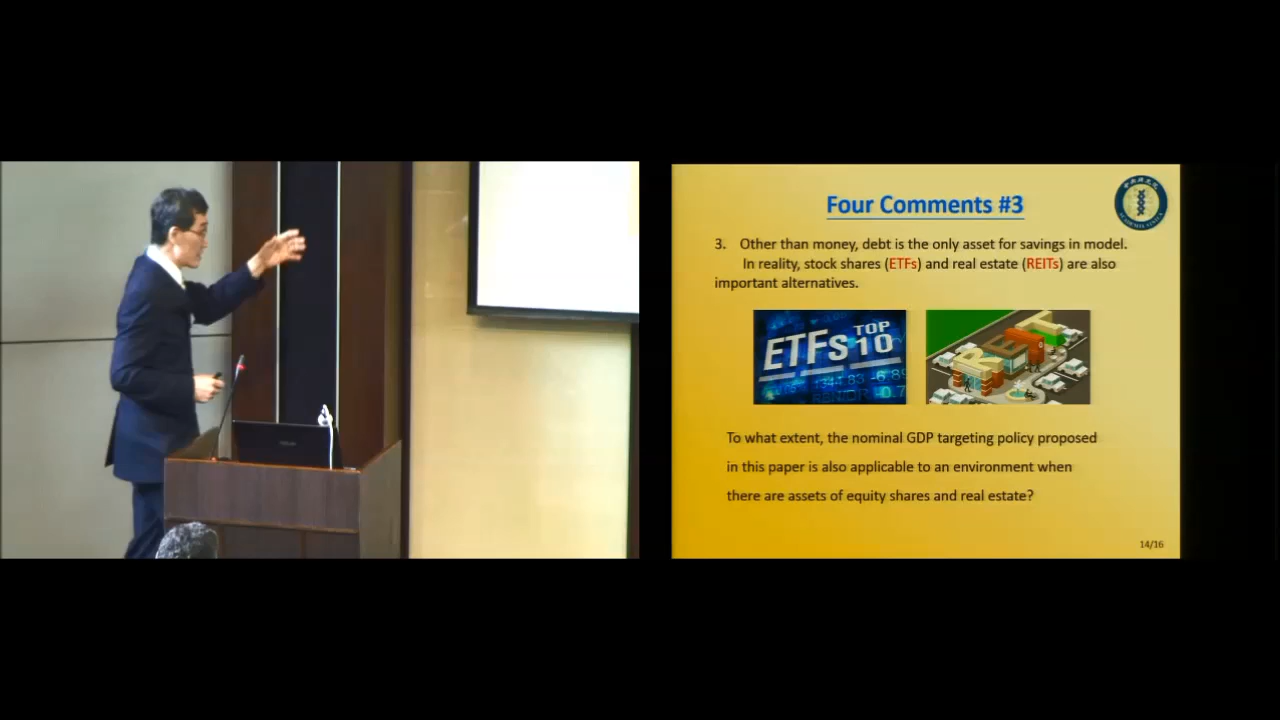 Four Comments #3
3. Other than money, debt is the only asset for savings in model.
In reality, stock shares (ETFs) and real estate (REITs) are also
important alternatives.
ETFs TOP 10
REIT
To what extent, the nominal GDP targeting policy proposed
in this paper is also applicable to an environment when
there are assets of equity shares and real estate?
14/16